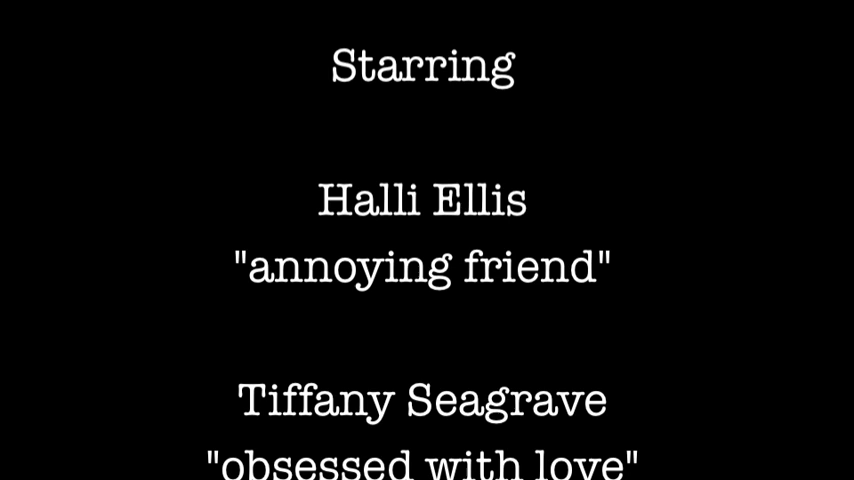 Starring
Halli Ellis
"annoying friend"
Tiffany Seagrave
"obsessed with love"